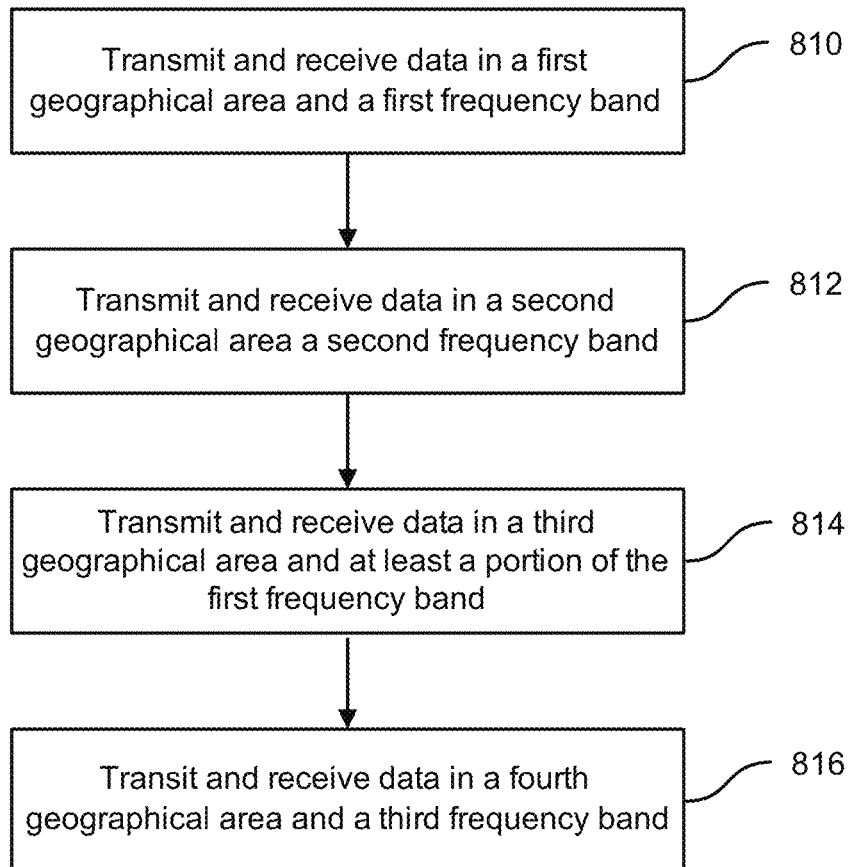 Transmit and receive data in a first
geographical area and a first frequency band
810
Transmit and receive data in a second
geographical area a second frequency band
812
Transmit and receive data in a third
geographical area and at least a portion of the
first frequency band
814
Transit and receive data in a fourth
geographical area and a third frequency band
816